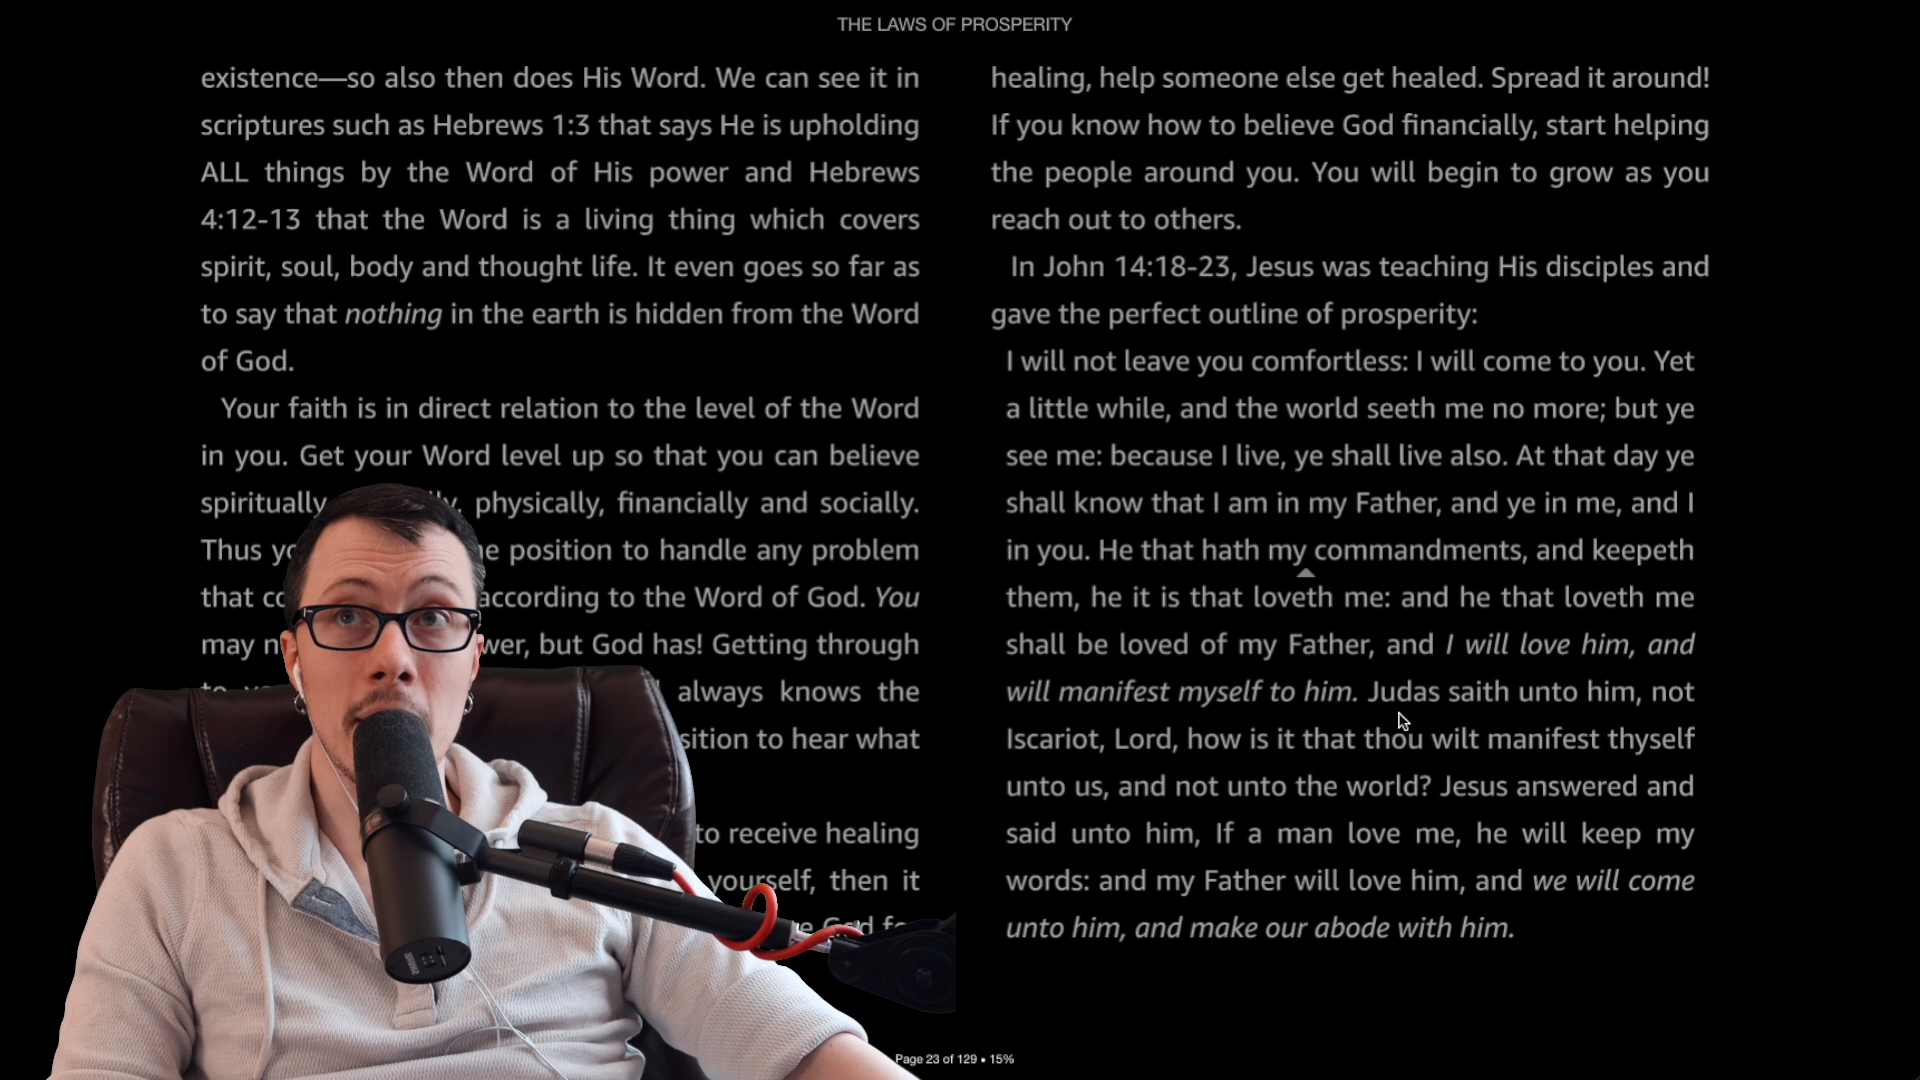 THE LAWS OF PROSPERITY
existence—so also then does His Word. We can see it in
scriptures such as Hebrews 1:3 that says He is upholding
ALL things by the Word of His power and Hebrews
4:12-13 that the Word is a living thing which covers
spirit, soul, body and thought life. It even goes so far as
to say that nothing in the earth is hidden from the Word
of God.
Your faith is in direct relation to the level of the Word
in you. Get your Word level up so that you can believe
spiritually physically, financially and socially.
Thus position to handle any problem
that according to the Word of God. You
may but God has! Getting through
always knows the
to hear what
to receive healing
yourself, then it
God
healing, help someone else get healed. Spread it around!
If you know how to believe God financially, start helping
the people around you. You will begin to grow as you
reach out to others.
In John 14:18-23, Jesus was teaching His disciples and
gave the perfect outline of prosperity:
I will not leave you comfortless: I will come to you. Yet
a little while, and the world seeth me no more; but ye
see me: because I live, ye shall live also. At that day ye
shall know that I am in my Father, and ye in me, and I
in you. He that hath my commandments, and keepeth
them, he it is that loveth me: and he that loveth me
shall be loved of my Father, and I will love him, and
will manifest myself to him. Judas saith unto him, not
Iscariot, Lord, how is it that thou wilt manifest thyself
unto us, and not unto the world? Jesus answered and
said unto him, If a man love me, he will keep my
words: and my Father will love him, and we will come
unto him, and make our abode with him.
Page 23 of 129 • 15%